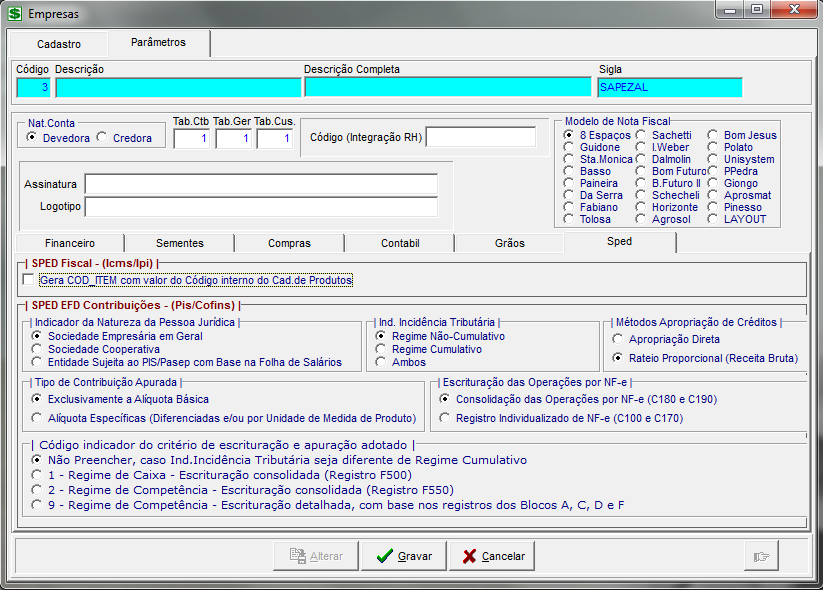 Empresas
Cadastro Parâmetros
Código Descrição Descrição Completa Sigla
3 SAPEZAL
Nat.Conta Tab.Ctb Tab.Ger Tab.Cus. Modelo de Nota Fiscal
Devedora Credora 1 1 1 Código (Integração RH)
8 Espaços Sachetti Bom Jesus
Guidone I.Weber Polato
Sta.Monica Dalmolin Unisystem
Basso Bom Futuro PPedra
Paineira B.Futuro II Giongo
Da Serra Schecheli Aprosmat
Fabiano Horizonte Pinesso
Tolosa Agrosol LAYOUT
Assinatura
Logotipo
Financeiro Sementes Compras Contabil Grãos Sped
| SPED Fiscal - (Icms/Ipi) |
Gera COD_ITEM com valor do Código interno do Cad.de Produtos
| SPED EFD Contribuições - (Pis/Cofins) |
| Indicador da Natureza da Pessoa Jurídica | | Ind. Incidência Tributária | | Métodos Apropriação de Créditos |
Sociedade Empresária em Geral Regime Não-Cumulativo Apropriação Direta
Sociedade Cooperativa Regime Cumulativo Rateio Proporcional (Receita Bruta)
Entidade Sujeita ao PIS/Pasep com Base na Folha de Salários Ambos
| Tipo de Contribuição Apurada | | Escrituração das Operações por NF-e |
Exclusivamente a Alíquota Básica Consolidação das Operações por NF-e (C180 e C190)
Alíquota Específicas (Diferenciadas e/ou por Unidade de Medida de Produto) Registro Individualizado de NF-e (C100 e C170)
| Código indicador do critério de escrituração e apuração adotado |
Não Preencher, caso Ind.Incidência Tributária seja diferente de Regime Cumulativo
1 - Regime de Caixa - Escrituração consolidada (Registro F500)
2 - Regime de Competência - Escrituração consolidada (Registro F550)
9 - Regime de Competência - Escrituração detalhada, com base nos registros dos Blocos A, C, D e F
Alterar Gravar Cancelar